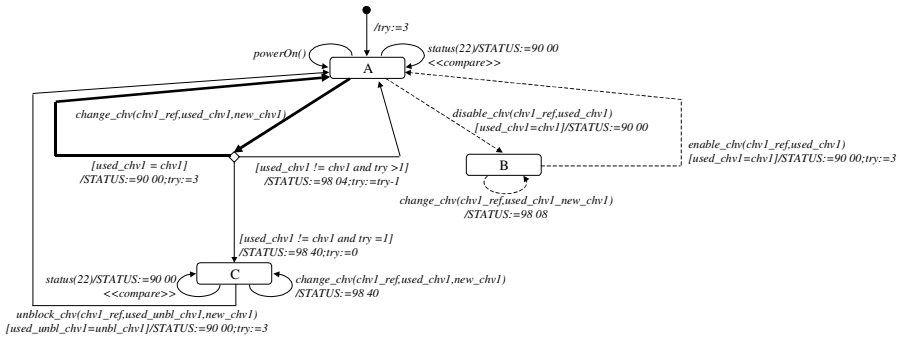 /try:=3
powerOn()
status(22)/STATUS:=90 00
<<compare>>
A
change_chv(chv1_ref,used_chv1,new_chv1)
disable_chv(chv1_ref,used_chv1)
[used_chv1=chv1]/STATUS:=90 00
enable_chv(chv1_ref,used_chv1)
[used_chv1=chv1]/STATUS:=90 00;try:=3
[used_chv1 = chv1]
/STATUS:=90 00;try:=3
[used_chv1 != chv1 and try >1]
/STATUS:=98 04;try:=try-1
B
change_chv(chv1_ref,used_chv1_new_chv1)
/STATUS:=98 08
[used_chv1 != chv1 and try =1]
/STATUS:=98 40;try:=0
C
status(22)/STATUS:=90 00
<<compare>>
change_chv(chv1_ref,used_chv1,new_chv1)
/STATUS:=98 40
unblock_chv(chv1_ref,used_unbl_chv1,new_chv1)
[used_unbl_chv1=unbl_chv1]/STATUS:=90 00;try:=3